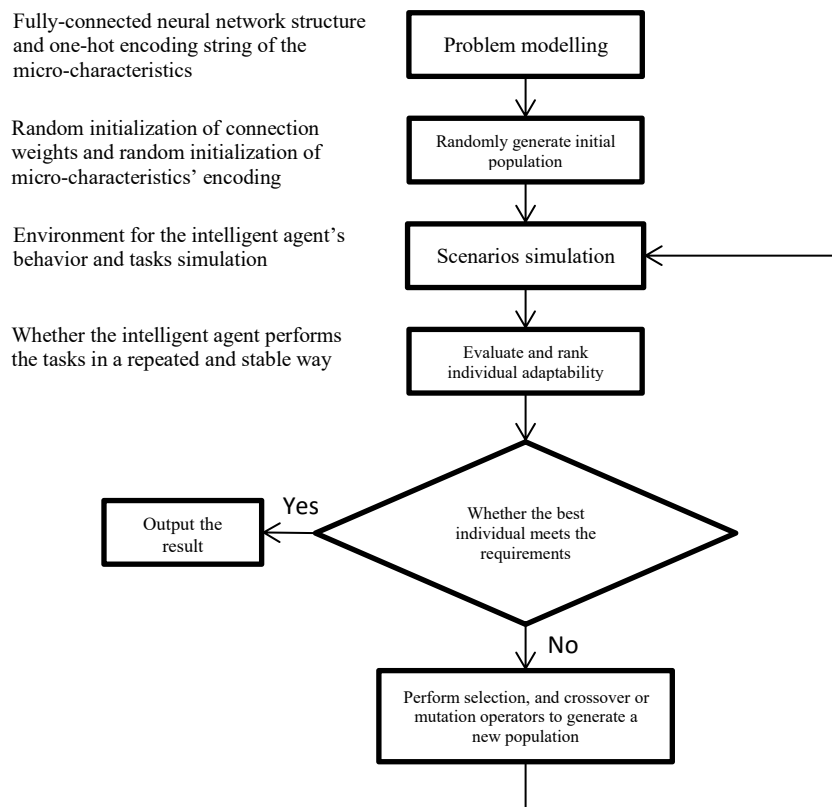 Fully-connected neural network structure
and one-hot encoding string of the
micro-characteristics
Problem modelling
Random initialization of connection
weights and random initialization of
micro-characteristics’ encoding
Randomly generate initial
population
Environment for the intelligent agent’s
behavior and tasks simulation
Scenarios simulation
Whether the intelligent agent performs
the tasks in a repeated and stable way
Evaluate and rank
individual adaptability
Whether the best
individual meets the
requirements
Yes
Output the
result
No
Perform selection, and crossover or
mutation operators to generate a
new population